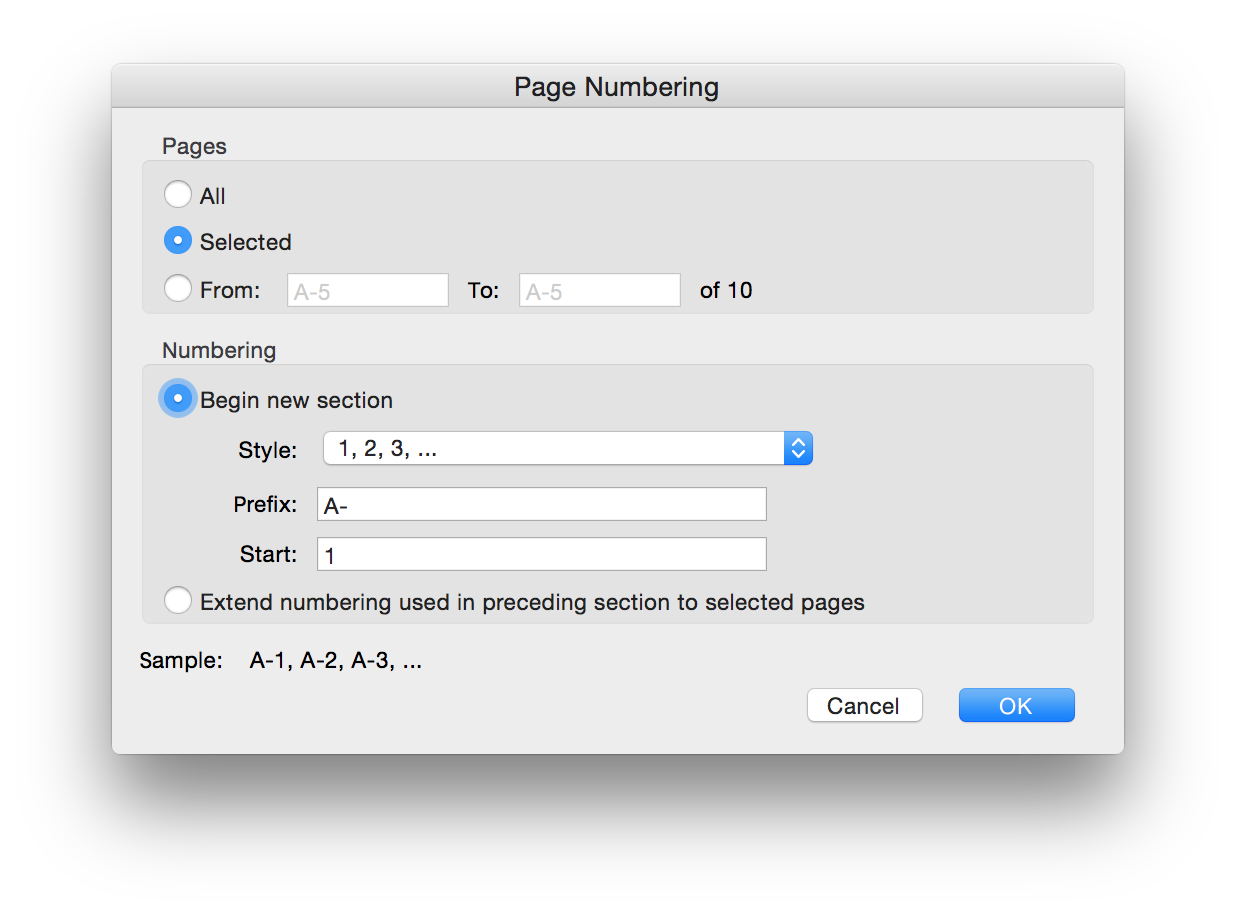 Page Numbering
Pages
All
Selected
From: A-5 To: A-5 of 10
Numbering
Begin new section
Style: 1, 2, 3, ...
Prefix: A-
Start: 1
Extend numbering used in preceding section to selected pages
Sample: A-1, A-2, A-3, ...
Cancel OK